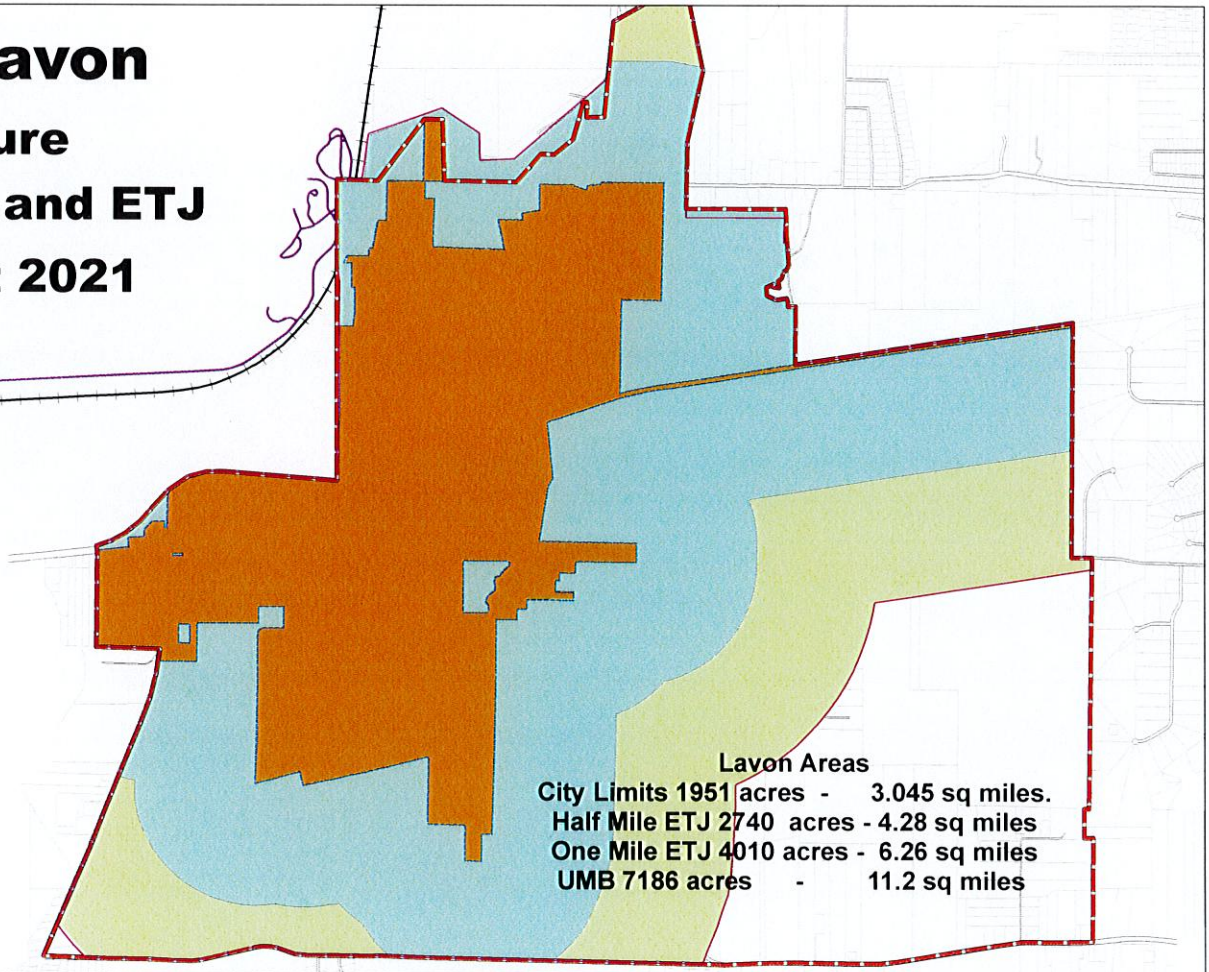 avon
ure
and ETJ
2021
Lavon Areas
City Limits 1951 acres - 3.045 sq miles.
Half Mile ETJ 2740 acres - 4.28 sq miles
One Mile ETJ 4010 acres - 6.26 sq miles
UMB 7186 acres - 11.2 sq miles